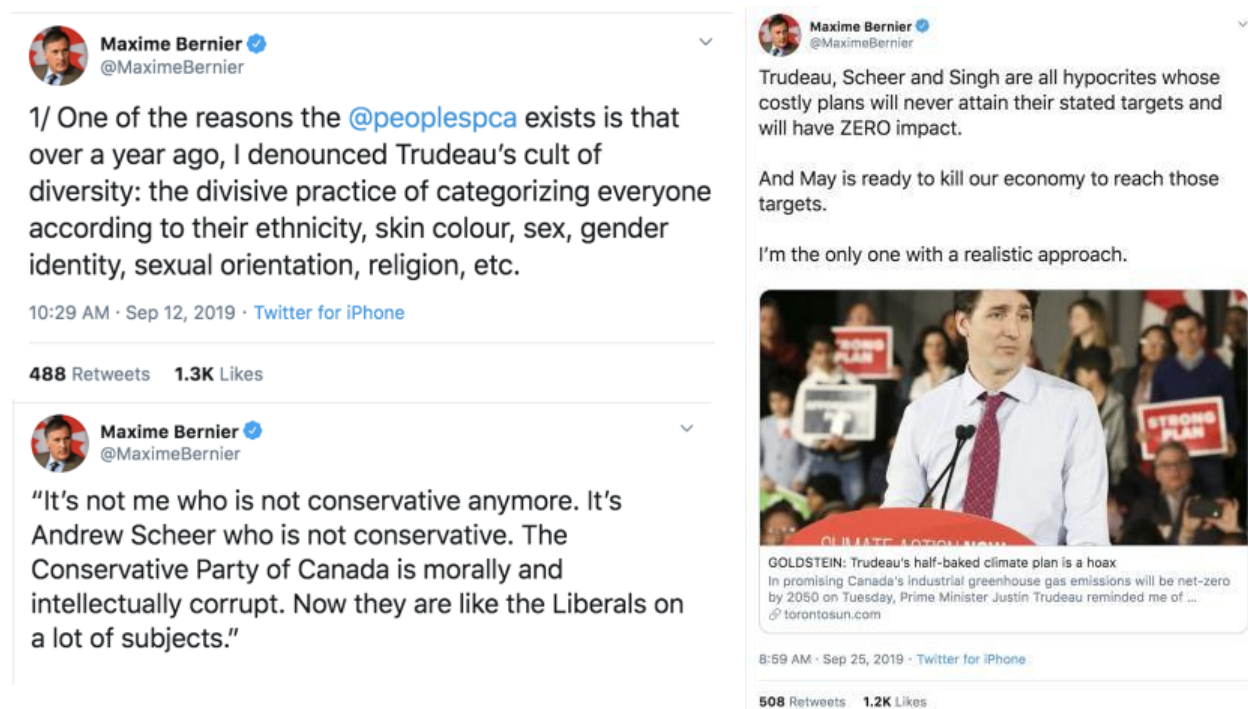 Maxime Bernier
@MaximeBernier
1/ One of the reasons the @peoplespca exists is that
over a year ago, I denounced Trudeau's cult of
diversity: the divisive practice of categorizing everyone
according to their ethnicity, skin colour, sex, gender
identity, sexual orientation, religion, etc.
10:29 AM · Sep 12, 2019 · Twitter for iPhone
488 Retweets 1.3K Likes
Maxime Bernier
@MaximeBernier
“It's not me who is not conservative anymore. It's
Andrew Scheer who is not conservative. The
Conservative Party of Canada is morally and
intellectually corrupt. Now they are like the Liberals on
a lot of subjects.”
Maxime Bernier
@MaximeBernier
Trudeau, Scheer and Singh are all hypocrites whose
costly plans will never attain their stated targets and
will have ZERO impact.
And May is ready to kill our economy to reach those
targets.
I'm the only one with a realistic approach.
STRONG
PLAN
STRONG
PLAN
CLIMATE ACTION NOW
GOLDSTEIN: Trudeau's half-baked climate plan is a hoax
In promising Canada's industrial greenhouse gas emissions will be net-zero
by 2050 on Tuesday, Prime Minister Justin Trudeau reminded me of ...
torontosun.com
8:59 AM · Sep 25, 2019 · Twitter for iPhone
508 Retweets 1.2K Likes